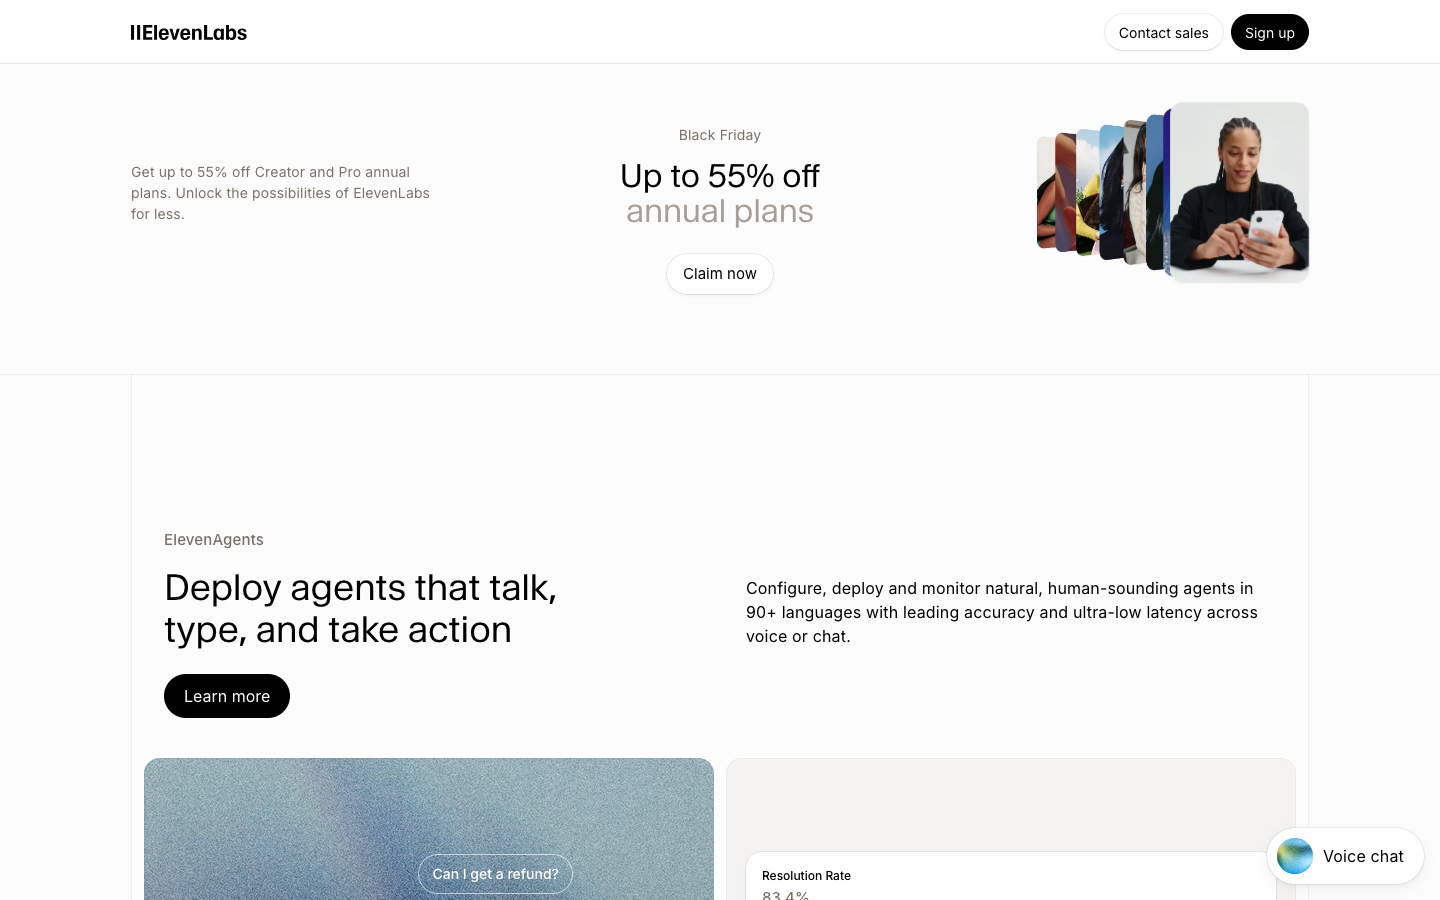 ElevenLabs
Contact sales
Sign up
Get up to 55% off Creator and Pro annual
plans. Unlock the possibilities of ElevenLabs
for less.
Black Friday
Up to 55% off
annual plans
Claim now
ElevenAgents
Deploy agents that talk,
type, and take action
Learn more
Configure, deploy and monitor natural, human-sounding agents in
90+ languages with leading accuracy and ultra-low latency across
voice or chat.
Can I get a refund?
Resolution Rate
83.4%
Voice chat